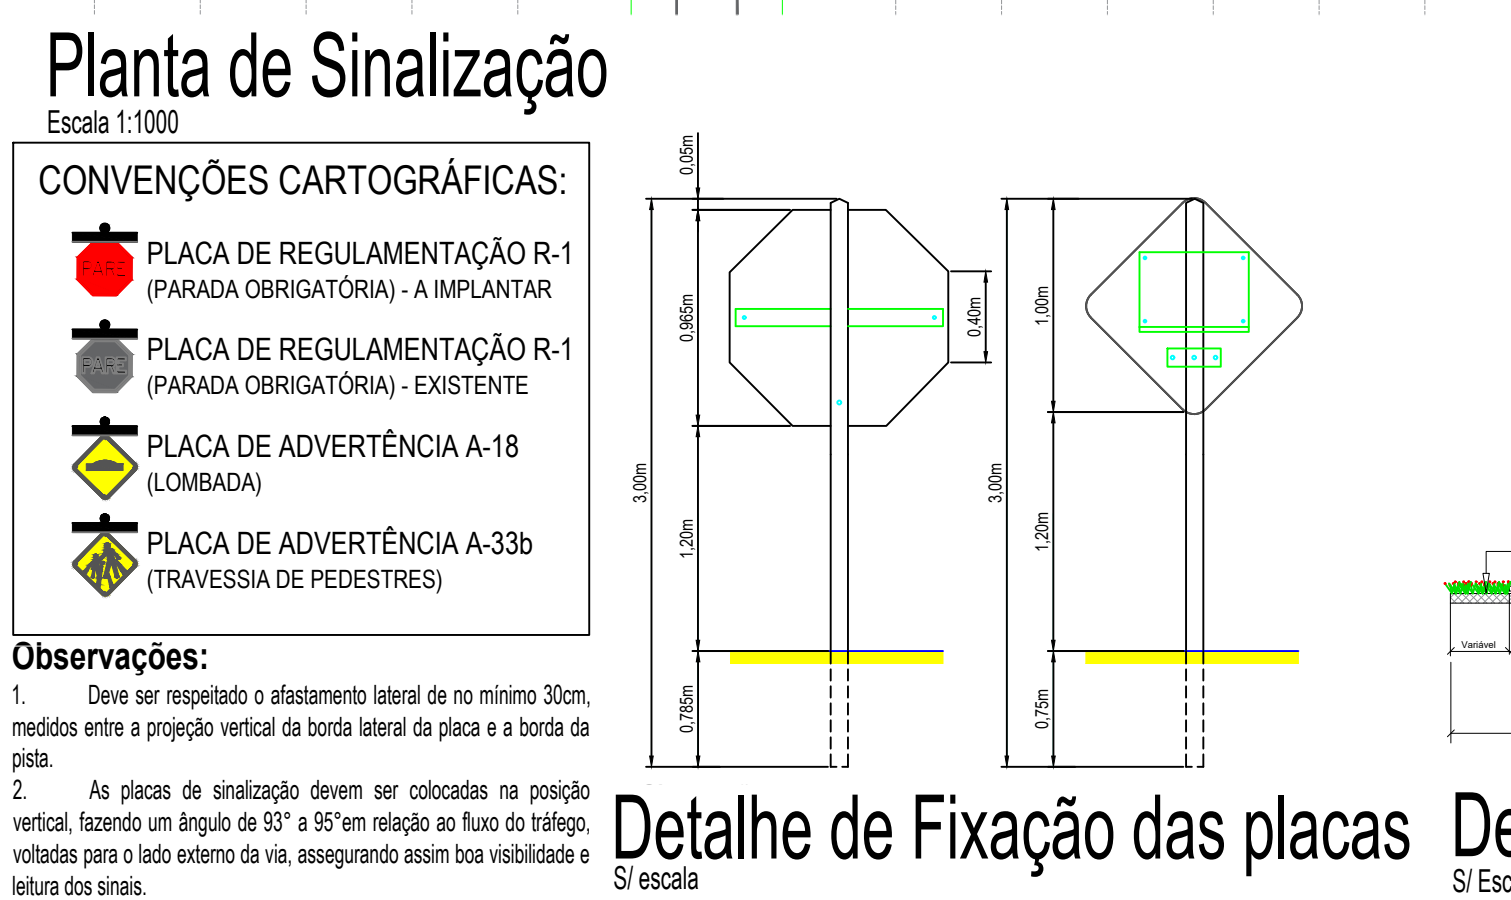 Planta de Sinalização
Escala 1:1000
CONVENÇÕES CARTOGRÁFICAS:
PARE
PLACA DE REGULAMENTAÇÃO R-1
(PARADA OBRIGATÓRIA) - A IMPLANTAR
PARE
PLACA DE REGULAMENTAÇÃO R-1
(PARADA OBRIGATÓRIA) - EXISTENTE
PLACA DE ADVERTÊNCIA A-18
(LOMBADA)
PLACA DE ADVERTÊNCIA A-33b
(TRAVESSIA DE PEDESTRES)
Observações:
1. Deve ser respeitado o afastamento lateral de no mínimo 30cm,
medidos entre a projeção vertical da borda lateral da placa e a borda da
pista.
2. As placas de sinalização devem ser colocadas na posição
vertical, fazendo um ângulo de 93° a 95°em relação ao fluxo do tráfego,
voltadas para o lado externo da via, assegurando assim boa visibilidade e
leitura dos sinais.
0,05m
0,965m
0,40m
3,00m
1,20m
0,785m
1,00m
3,00m
1,20m
0,75m
Detalhe de Fixação das placas
S/ escala
Variável
De
S/ Esc